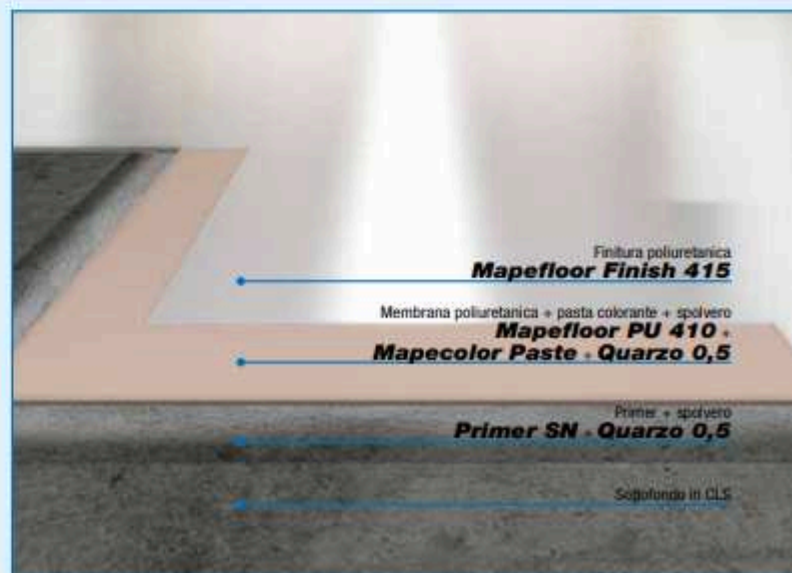 Finitura poliuretanica
Mapefloor Finish 415
Membrana poliuretanica + pasta colorante + spolvero
Mapefloor PU 410 +
Mapecolor Paste + Quarzo 0,5
Primer + spolvero
Primer SN + Quarzo 0,5
Sottofondo in CLS